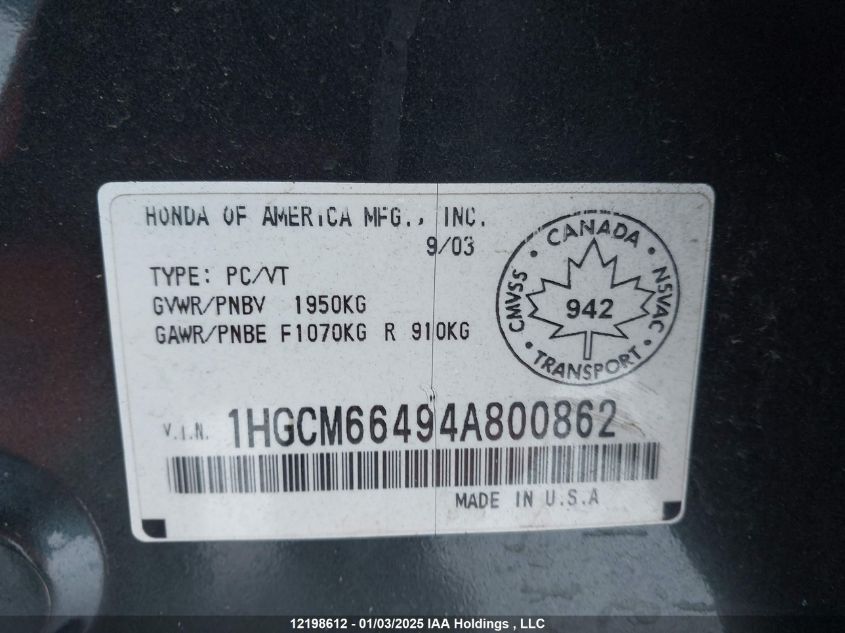 HONDA OF AMERICA MFG., INC.
9/03
TYPE: PC/VT
GVWR/PNBV 1950KG
GAWR/PNBE F1070KG R 910KG
CANADA
CMVSS
NSVAC
942
TRANSPORT
V.I.N. 1HGCM66494A800862
MADE IN U.S.A
12198612 - 01/03/2025 IAA Holdings , LLC